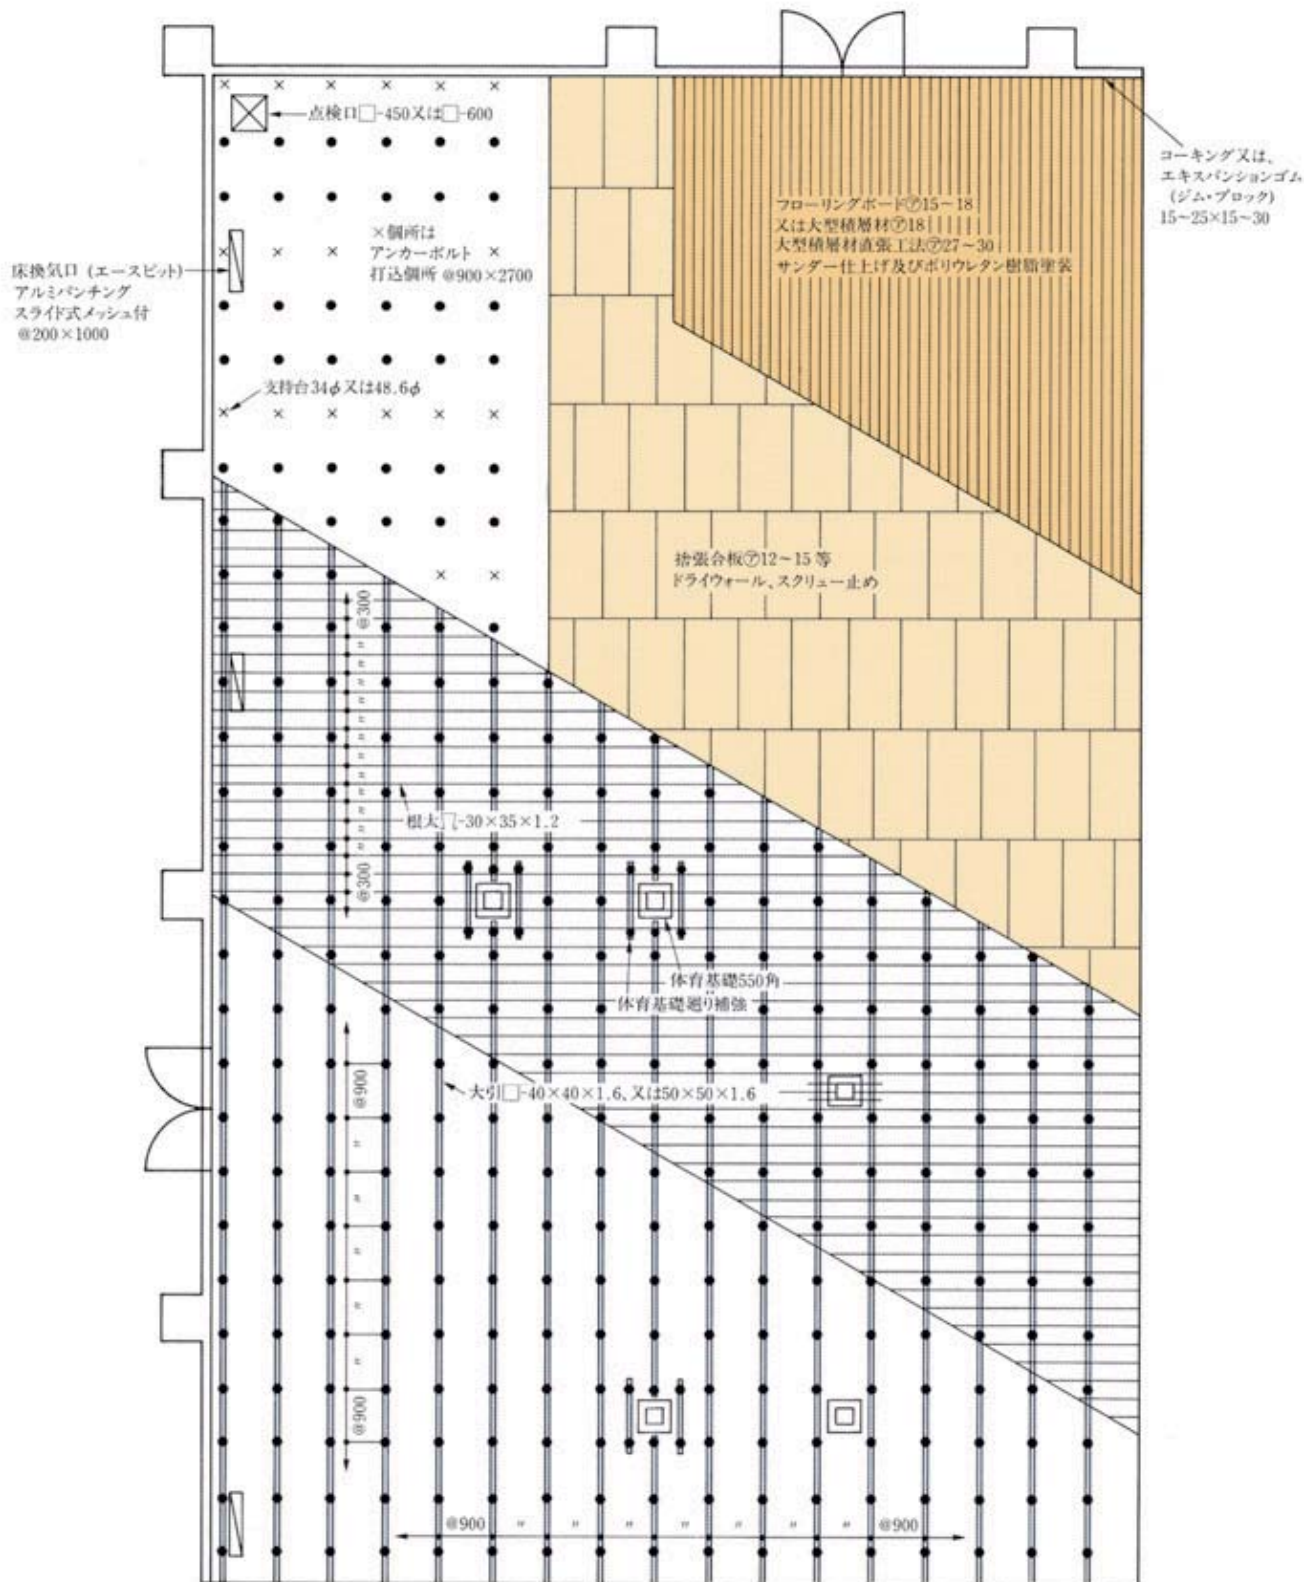 点検口□-450又は□-600
コーキング又は、
エキスパンションゴム
(ジム・ブロック)
15~25×15~30
フローリングボード㋐15~18
又は大型積層材㋐18
大型積層材直張工法㋐27~30
サンダー仕上げ及びポリウレタン樹脂塗装
×個所は
アンカーボルト
打込個所 @900×2700
床換気口 (エースピット)
アルミパンチング
スライド式メッシュ付
@200×1000
支持台34φ又は48.6φ
捨張合板㋐12~15等
ドライウォール、スクリュー止め
@300
〃
〃
〃
〃
〃
〃
〃
〃
〃
@300
根太 -30×35×1.2
体育基礎550角
体育基礎廻り補強
大引□-40×40×1.6、又は50×50×1.6
@900
〃
〃
〃
〃
〃
@900
@900 〃 〃 〃 〃 〃 〃 〃 @900